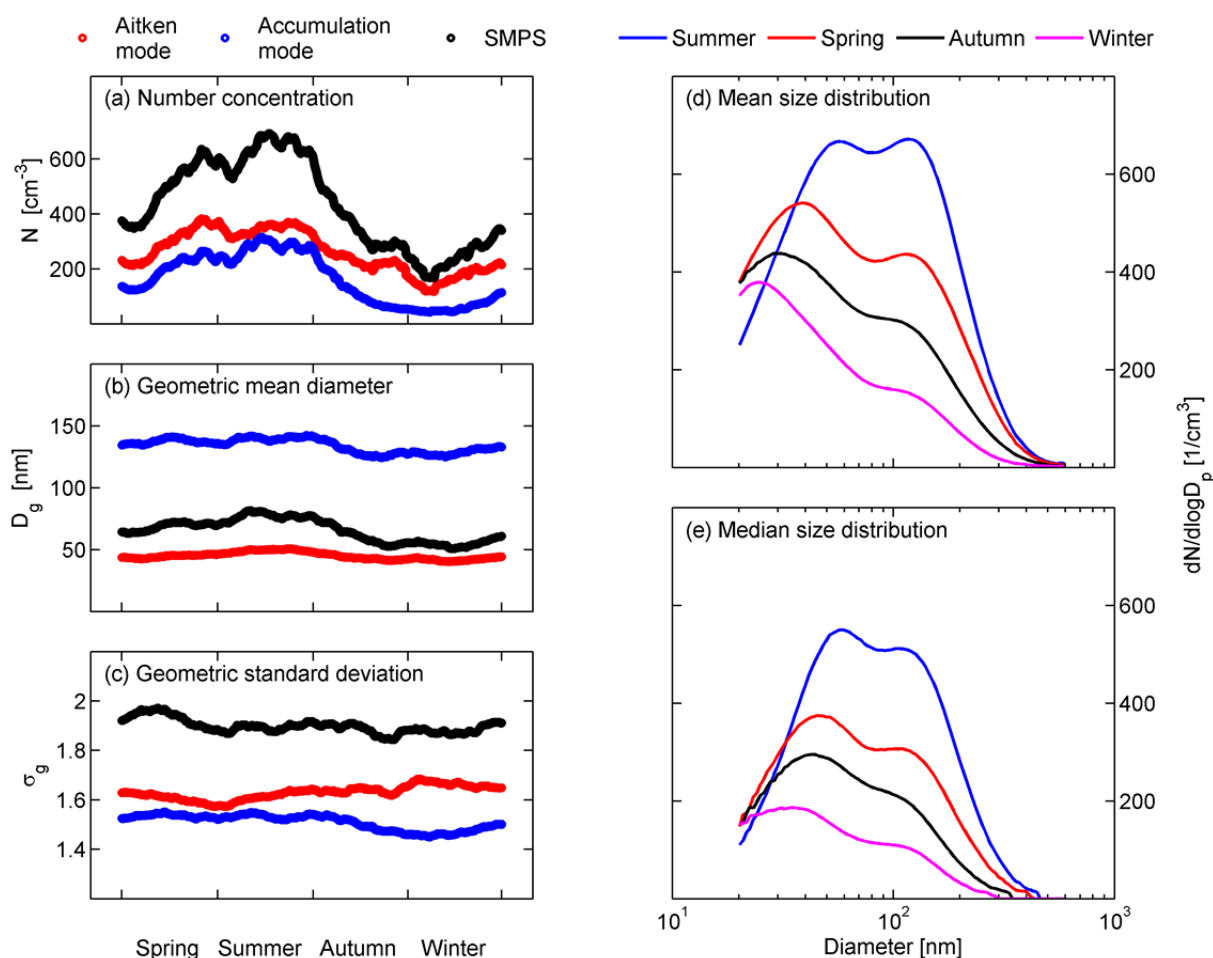 Aitken mode
Accumulation mode
SMPS
Summer
Spring
Autumn
Winter
(a) Number concentration
N [cm-3]
600
400
200
(b) Geometric mean diameter
Dg [nm]
150
100
50
(c) Geometric standard deviation
σg
2
1.8
1.6
1.4
Spring Summer Autumn Winter
(d) Mean size distribution
600
400
200
(e) Median size distribution
600
400
200
dN/dlogDp [1/cm3]
10^1 10^2 10^3
Diameter [nm]